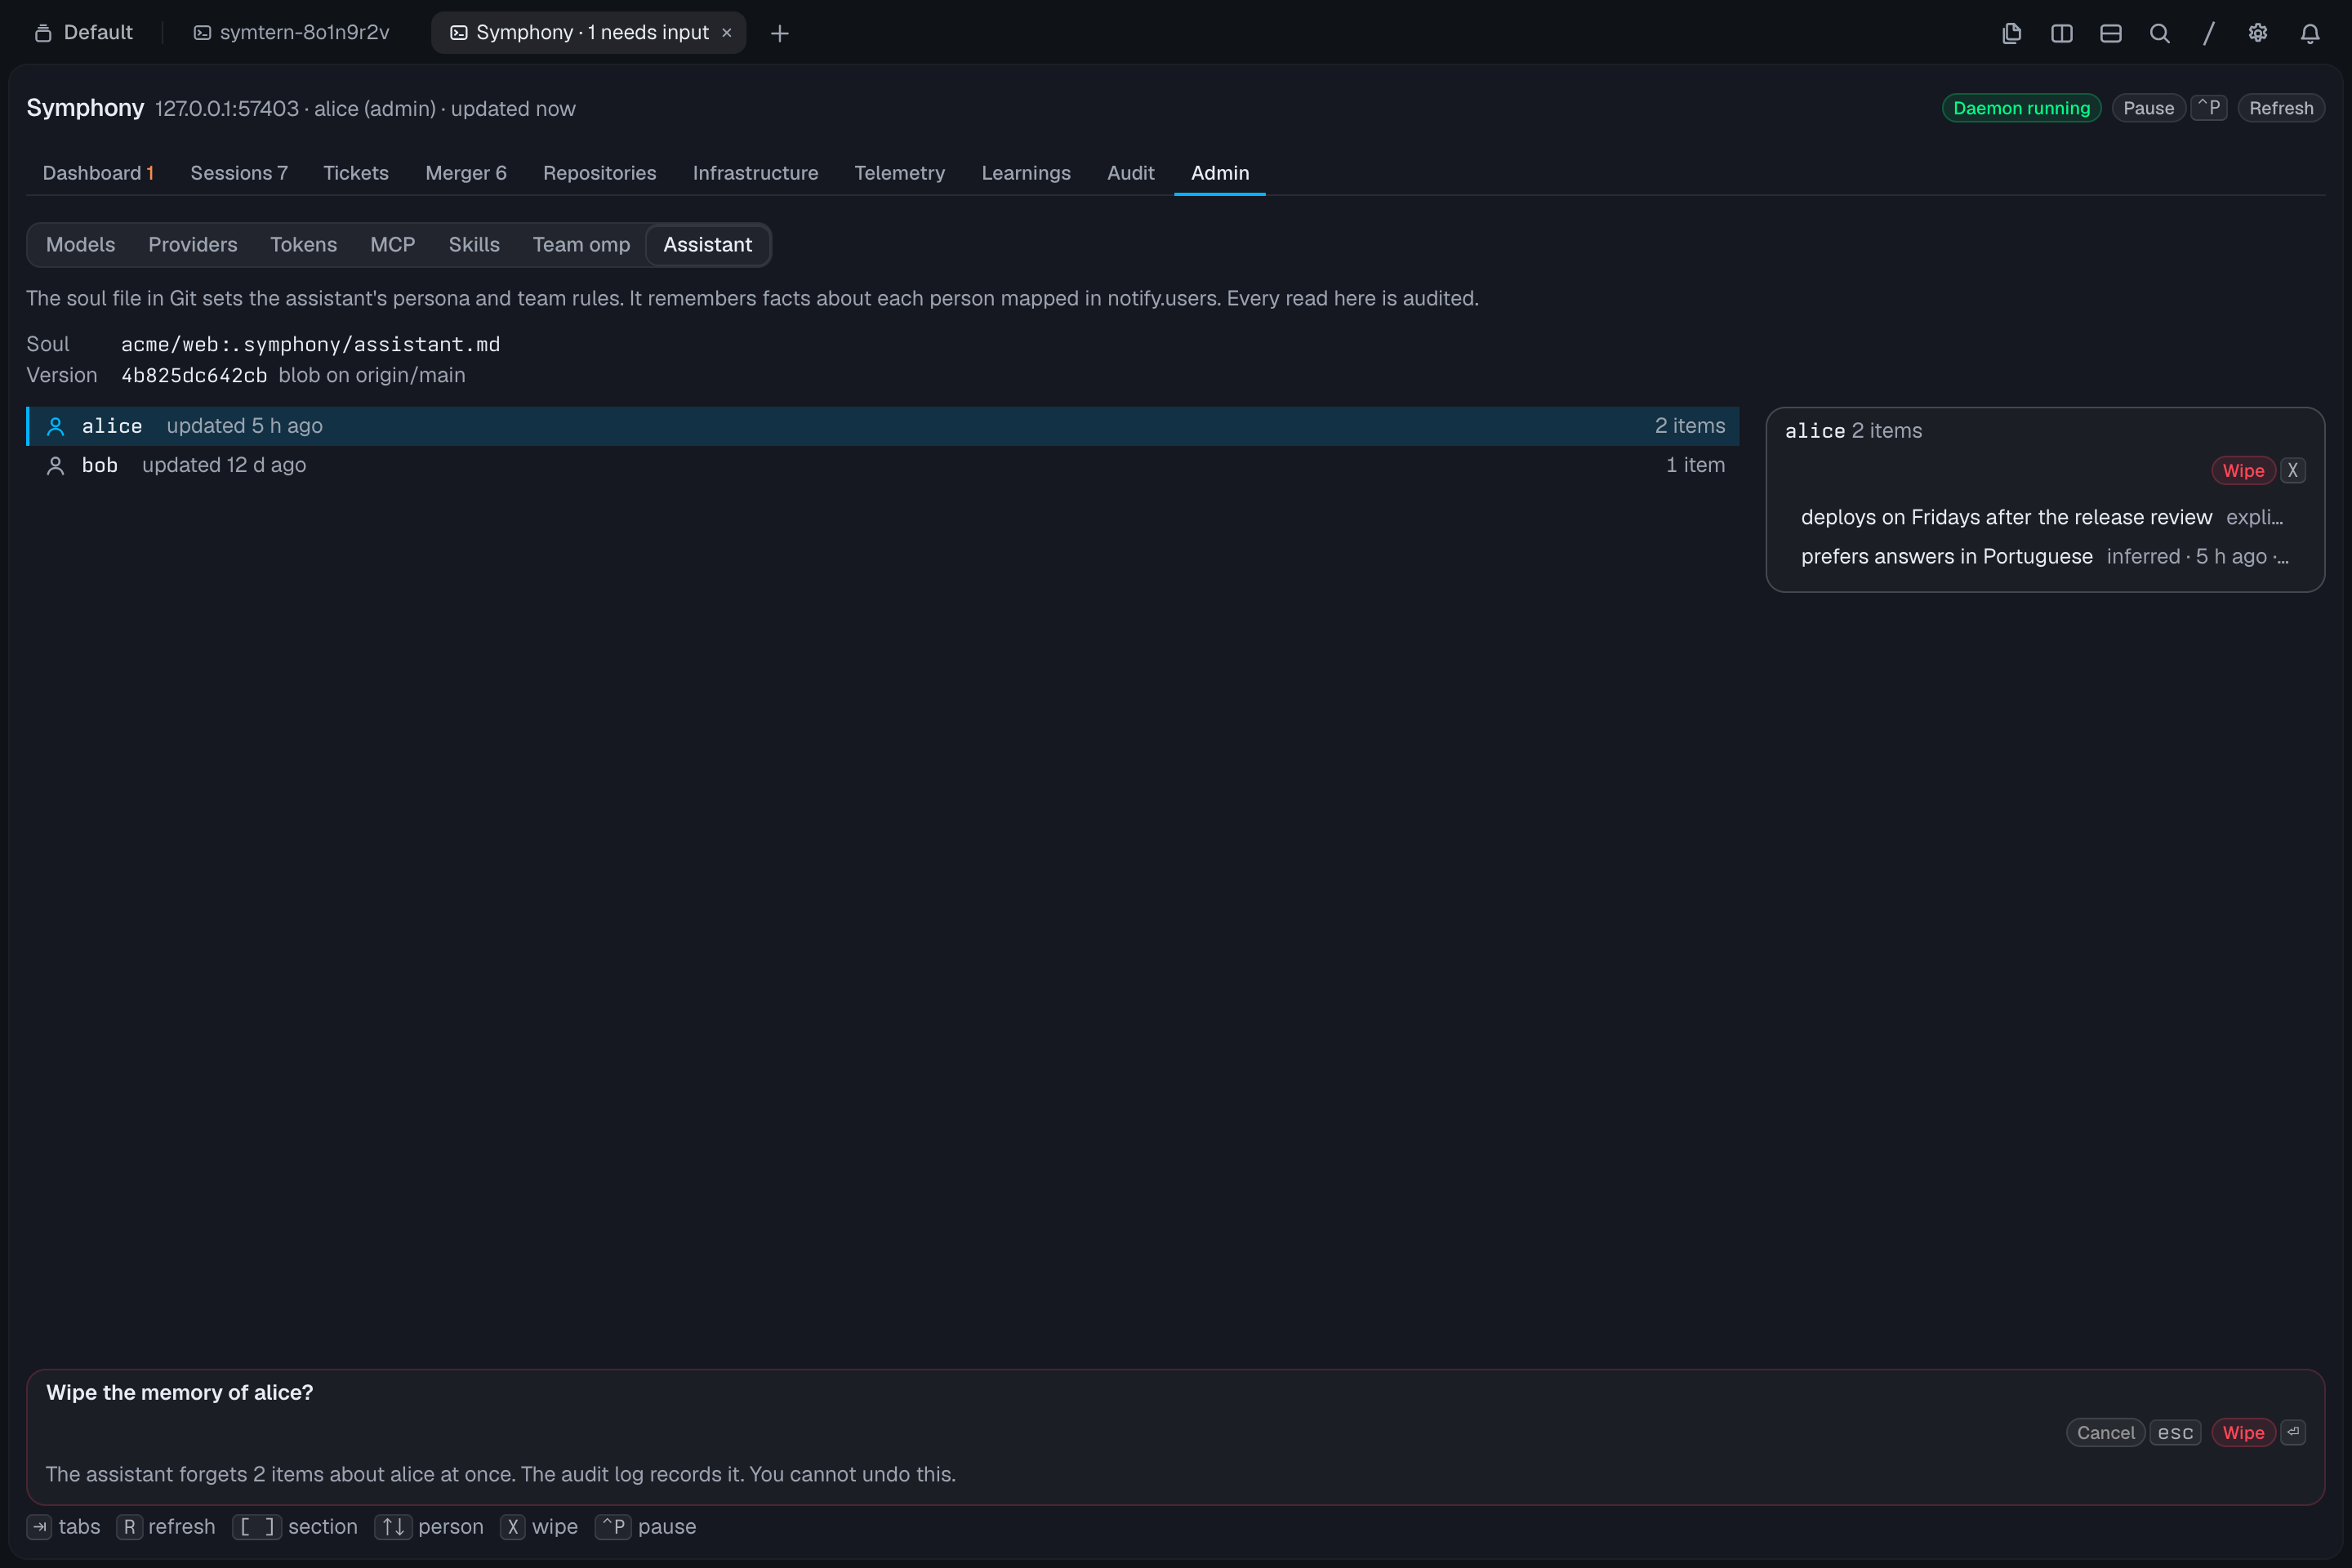 Default symtern-8o1n9r2v Symphony · 1 needs input × +
Symphony 127.0.0.1:57403 · alice (admin) · updated now Daemon running Pause ^P Refresh
Dashboard 1 Sessions 7 Tickets Merger 6 Repositories Infrastructure Telemetry Learnings Audit Admin
Models Providers Tokens MCP Skills Team omp Assistant
The soul file in Git sets the assistant's persona and team rules. It remembers facts about each person mapped in notify.users. Every read here is audited.
Soul acme/web:.symphony/assistant.md
Version 4b825dc642cb blob on origin/main
alice updated 5 h ago 2 items
bob updated 12 d ago 1 item
alice 2 items
Wipe X
deploys on Fridays after the release review expli…
prefers answers in Portuguese inferred · 5 h ago ·…
Wipe the memory of alice?
Cancel esc Wipe ⏎
The assistant forgets 2 items about alice at once. The audit log records it. You cannot undo this.
⇥ tabs R refresh [ ] section ↑↓ person X wipe ^P pause